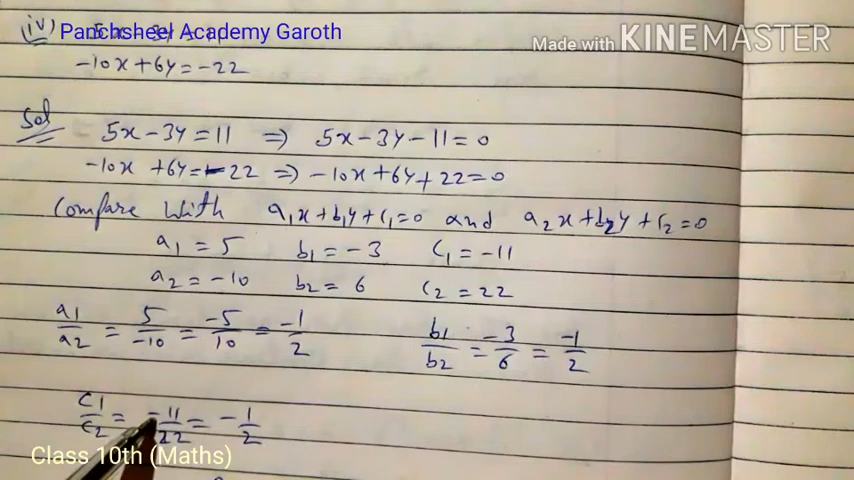 Panchsheel Academy Garoth
Made with KINEMASTER
(iv) 5x-3y=11
-10x+6y=-22
Sol
5x-3y=11 ⇒ 5x-3y-11=0
-10x+6y=-22 ⇒ -10x+6y+22=0
Compare with a₁x+b₁y+c₁=0 and a₂x+b₂y+c₂=0
a₁=5 b₁=-3 c₁=-11
a₂=-10 b₂=6 c₂=22
a₁/a₂ = 5/-10 = -5/10 = -1/2 b₁/b₂ = -3/6 = -1/2
c₁/c₂ = -11/22 = -1/2
Class 10th (Maths)